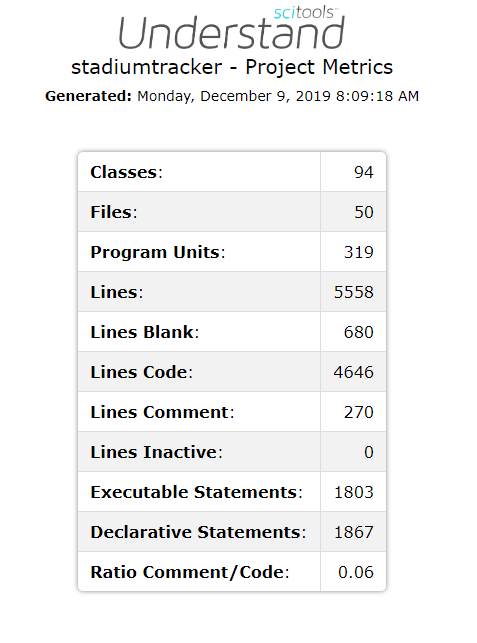 scitools™
Understand
stadiumtracker - Project Metrics
Generated: Monday, December 9, 2019 8:09:18 AM
Classes: 94
Files: 50
Program Units: 319
Lines: 5558
Lines Blank: 680
Lines Code: 4646
Lines Comment: 270
Lines Inactive: 0
Executable Statements: 1803
Declarative Statements: 1867
Ratio Comment/Code: 0.06